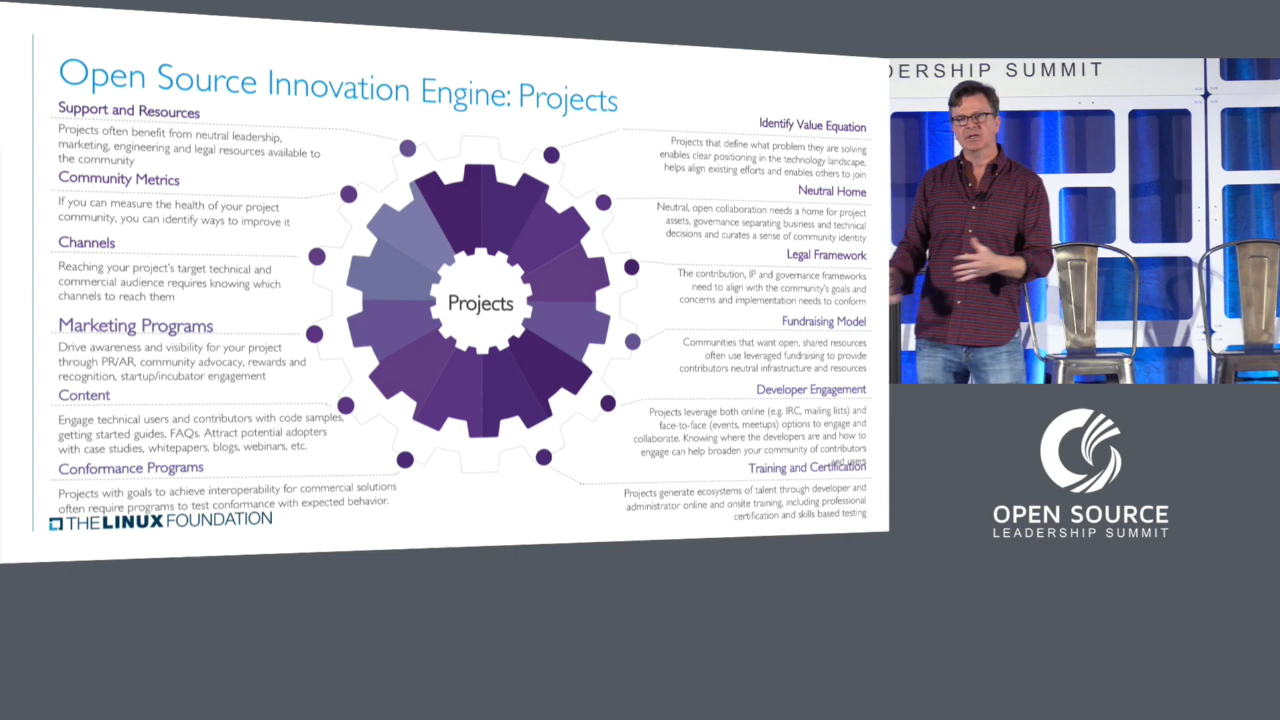 Open Source Innovation Engine: Projects
Support and Resources
Projects often benefit from neutral leadership,
marketing, engineering and legal resources available to
the community
Community Metrics
If you can measure the health of your project
community, you can identify ways to improve it
Channels
Reaching your project's target technical and
commercial audience requires knowing which
channels to reach them
Marketing Programs
Drive awareness and visibility for your project
through PR/AR, community advocacy, rewards and
recognition, startup/incubator engagement
Content
Engage technical users and contributors with code samples,
getting started guides, FAQs. Attract potential adopters
with case studies, whitepapers, blogs, webinars, etc.
Conformance Programs
Projects with goals to achieve interoperability for commercial solutions
often require programs to test conformance with expected behavior.
THE LINUX FOUNDATION
Projects
Identify Value Equation
Projects that define what problem they are solving
enables clear positioning in the technology landscape,
helps align existing efforts and enables others to join
Neutral Home
Neutral, open collaboration needs a home for project
assets, governance separating business and technical
decisions and curates a sense of community identity
Legal Framework
The contribution, IP and governance frameworks
need to align with the community's goals and
concerns and implementation needs to conform
Fundraising Model
Communities that want open, shared resources
often use leveraged fundraising to provide
contributors neutral infrastructure and resources
Developer Engagement
Projects leverage both online (e.g. IRC, mailing lists) and
face-to-face (events, meetups) options to engage and
collaborate. Knowing where the developers are and how to
engage can help broaden your community of contributors
and users
Training and Certification
Projects generate ecosystems of talent through developer and
administrator online and onsite training, including professional
certification and skills based testing
DERSHIP SUMMIT
OPEN SOURCE
LEADERSHIP SUMMIT